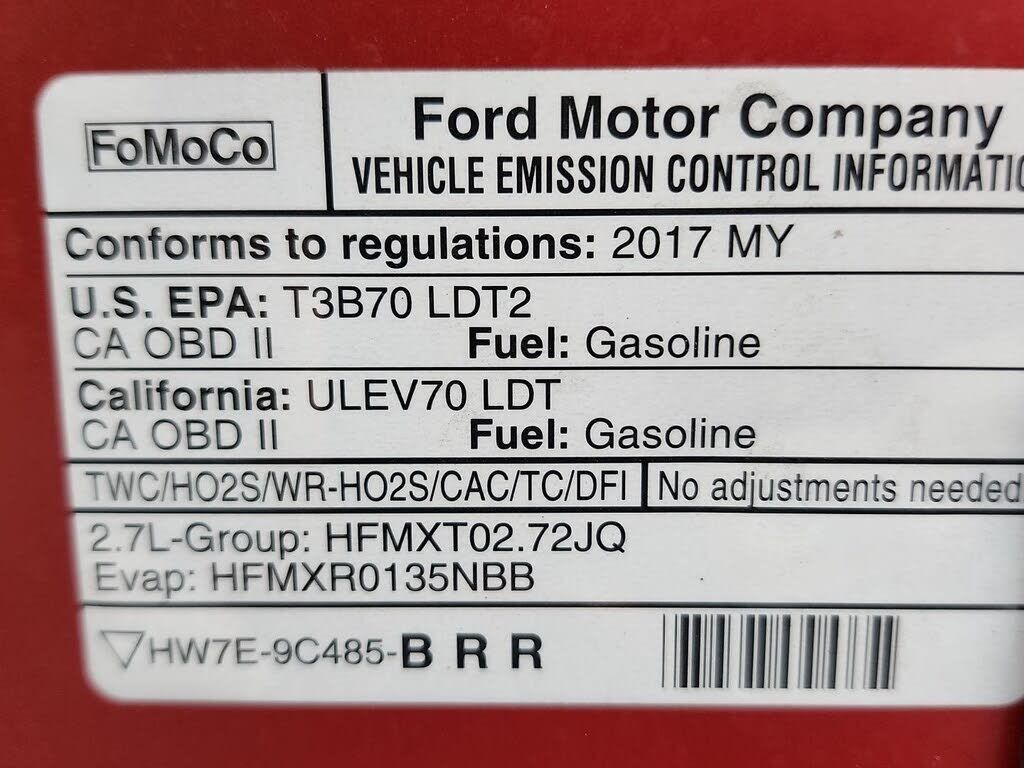 FoMoCo
Ford Motor Company
VEHICLE EMISSION CONTROL INFORMATIO
Conforms to regulations: 2017 MY
U.S. EPA: T3B70 LDT2
CA OBD II Fuel: Gasoline
California: ULEV70 LDT
CA OBD II Fuel: Gasoline
TWC/HO2S/WR-HO2S/CAC/TC/DFI No adjustments needed
2.7L-Group: HFMXT02.72JQ
Evap: HFMXR0135NBB
HW7E-9C485-B R R